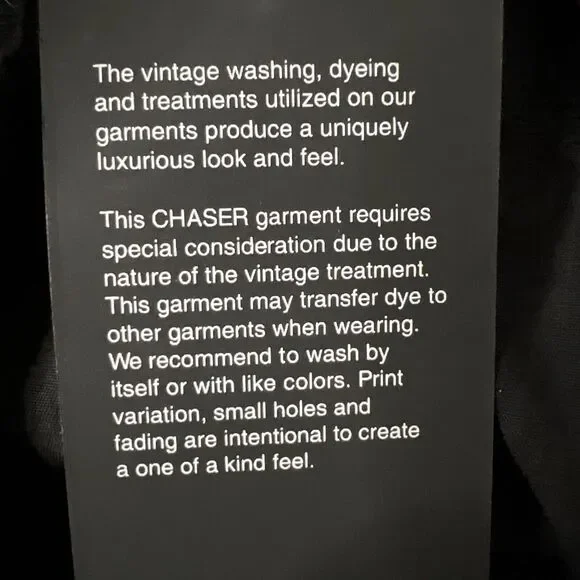 The vintage washing, dyeing
and treatments utilized on our
garments produce a uniquely
luxurious look and feel.
This CHASER garment requires
special consideration due to the
nature of the vintage treatment.
This garment may transfer dye to
other garments when wearing.
We recommend to wash by
itself or with like colors. Print
variation, small holes and
fading are intentional to create
a one of a kind feel.